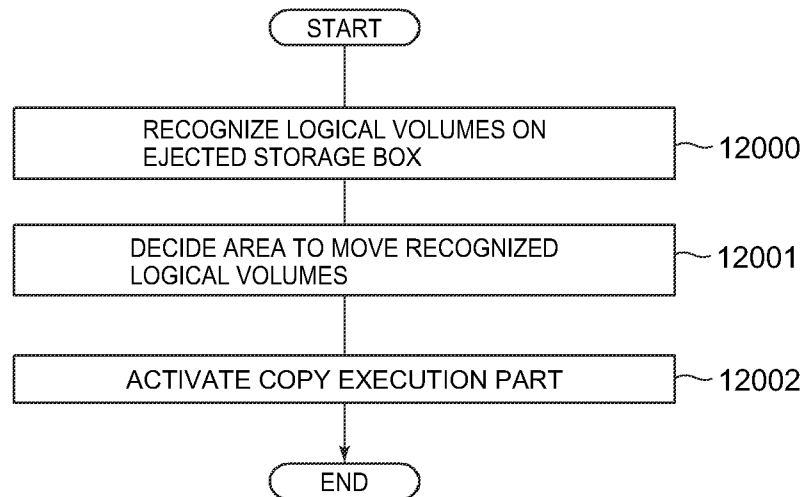 START
RECOGNIZE LOGICAL VOLUMES ON
EJECTED STORAGE BOX
12000
DECIDE AREA TO MOVE RECOGNIZED
LOGICAL VOLUMES
12001
ACTIVATE COPY EXECUTION PART
12002
END